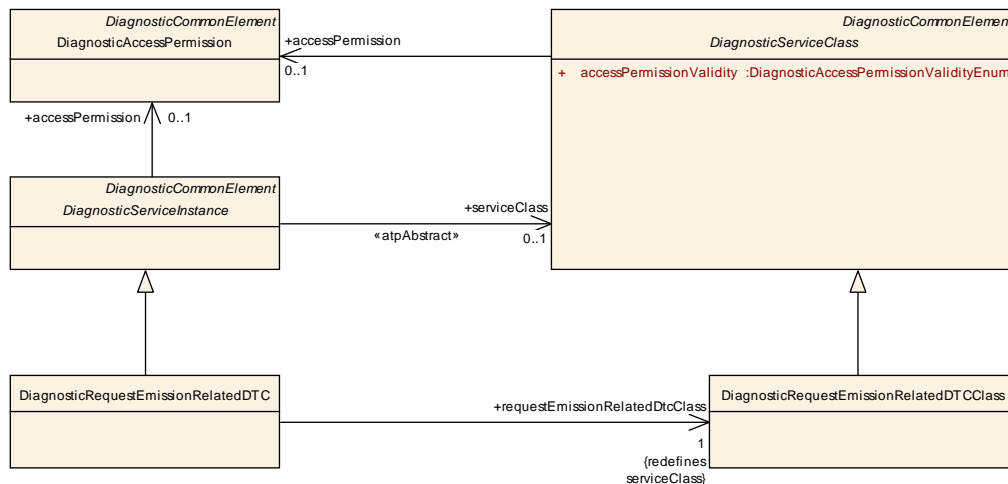 DiagnosticCommonElement
DiagnosticAccessPermission
DiagnosticCommonElemen
DiagnosticServiceClass
+ accessPermissionValidity :DiagnosticAccessPermissionValidityEnum
+accessPermission
0..1
+accessPermission
0..1
DiagnosticCommonElement
DiagnosticServiceInstance
+serviceClass
«atpAbstract»
0..1
DiagnosticRequestEmissionRelatedDTC
DiagnosticRequestEmissionRelatedDTCClass
+requestEmissionRelatedDtcClass
1
{redefines
serviceClass}